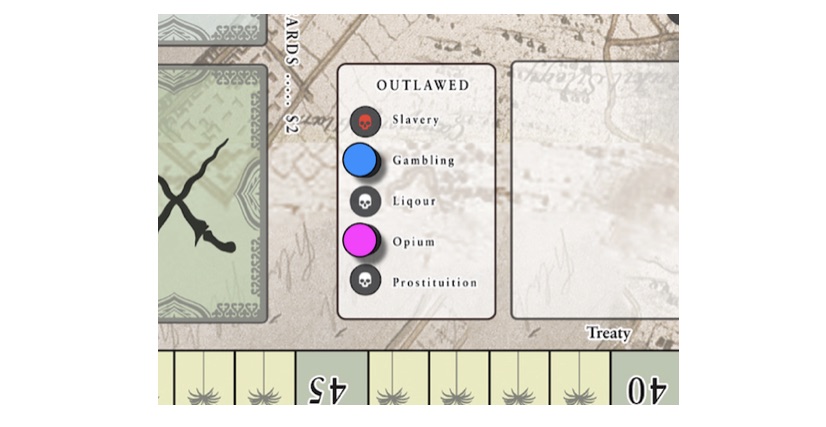 ARDS ..... $2
OUTLAWED
Slavery
Gambling
Liqour
Opium
Prostituition
Treaty
45
40